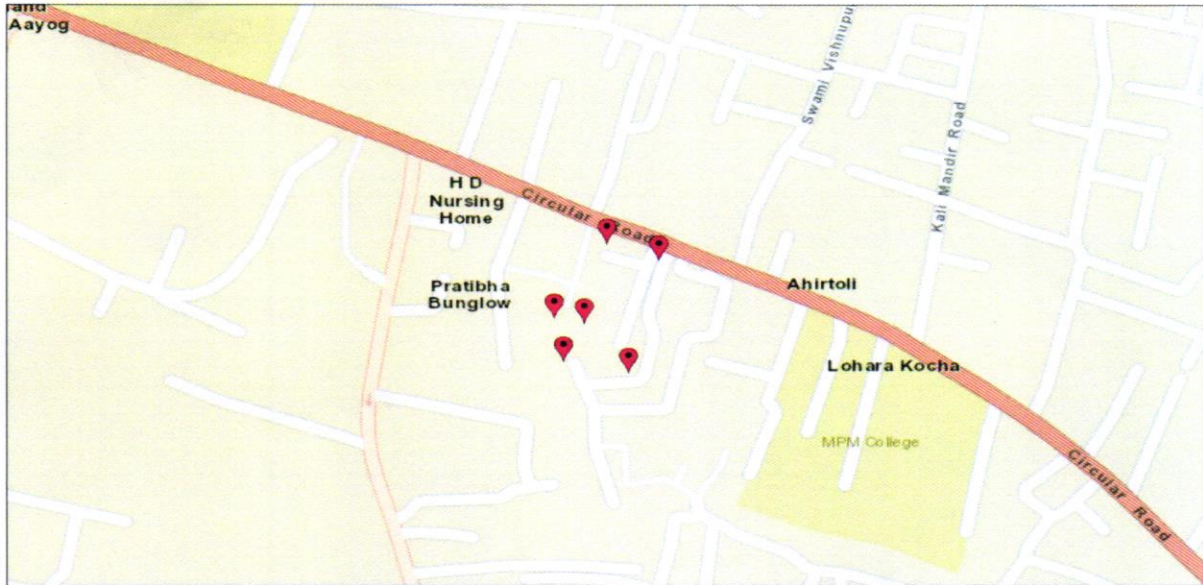 rand
Aayog
Swami Vishnupu
Kali Mandir Road
H D
Nursing
Home
Circular Road
Pratibha
Bunglow
Ahirtoli
Lohara Kocha
MPM College
Circular Road